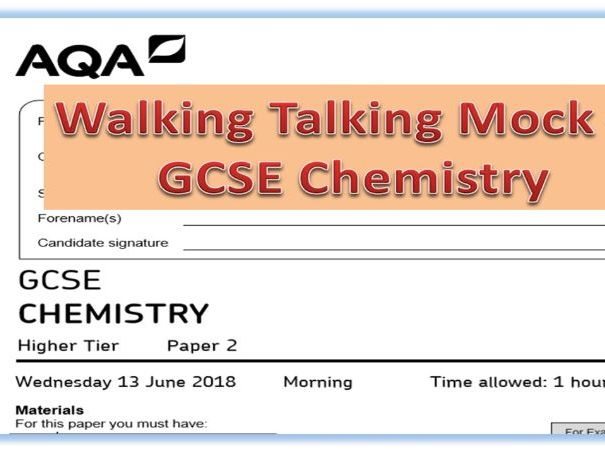 AQA
Walking Talking Mock
GCSE Chemistry
Forename(s)
Candidate signature
GCSE
CHEMISTRY
Higher Tier Paper 2
Wednesday 13 June 2018 Morning Time allowed: 1
Materials
For this paper you must have:
For